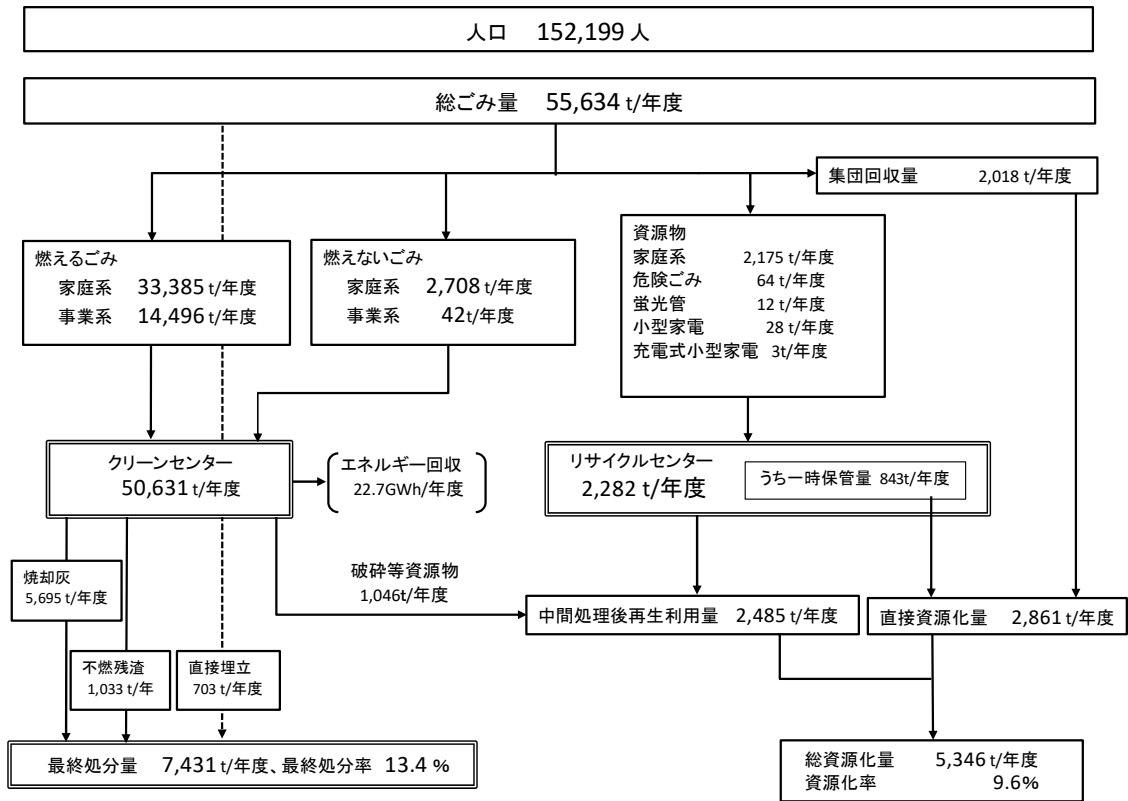 人口 152,199 人
総ごみ量 55,634 t/年度
集団回収量 2,018 t/年度
燃えるごみ
家庭系 33,385 t/年度
事業系 14,496 t/年度
燃えないごみ
家庭系 2,708 t/年度
事業系 42t/年度
資源物
家庭系 2,175 t/年度
危険ごみ 64 t/年度
蛍光管 12 t/年度
小型家電 28 t/年度
充電式小型家電 3t/年度
クリーンセンター
50,631 t/年度
エネルギー回収
22.7GWh/年度
リサイクルセンター
2,282 t/年度
うち一時保管量 843t/年度
焼却灰
5,695 t/年度
破砕等資源物
1,046t/年度
中間処理後再生利用量 2,485 t/年度
直接資源化量 2,861 t/年度
不燃残渣
1,033 t/年
直接埋立
703 t/年度
最終処分量 7,431 t/年度、最終処分率 13.4 %
総資源化量 5,346 t/年度
資源化率 9.6%